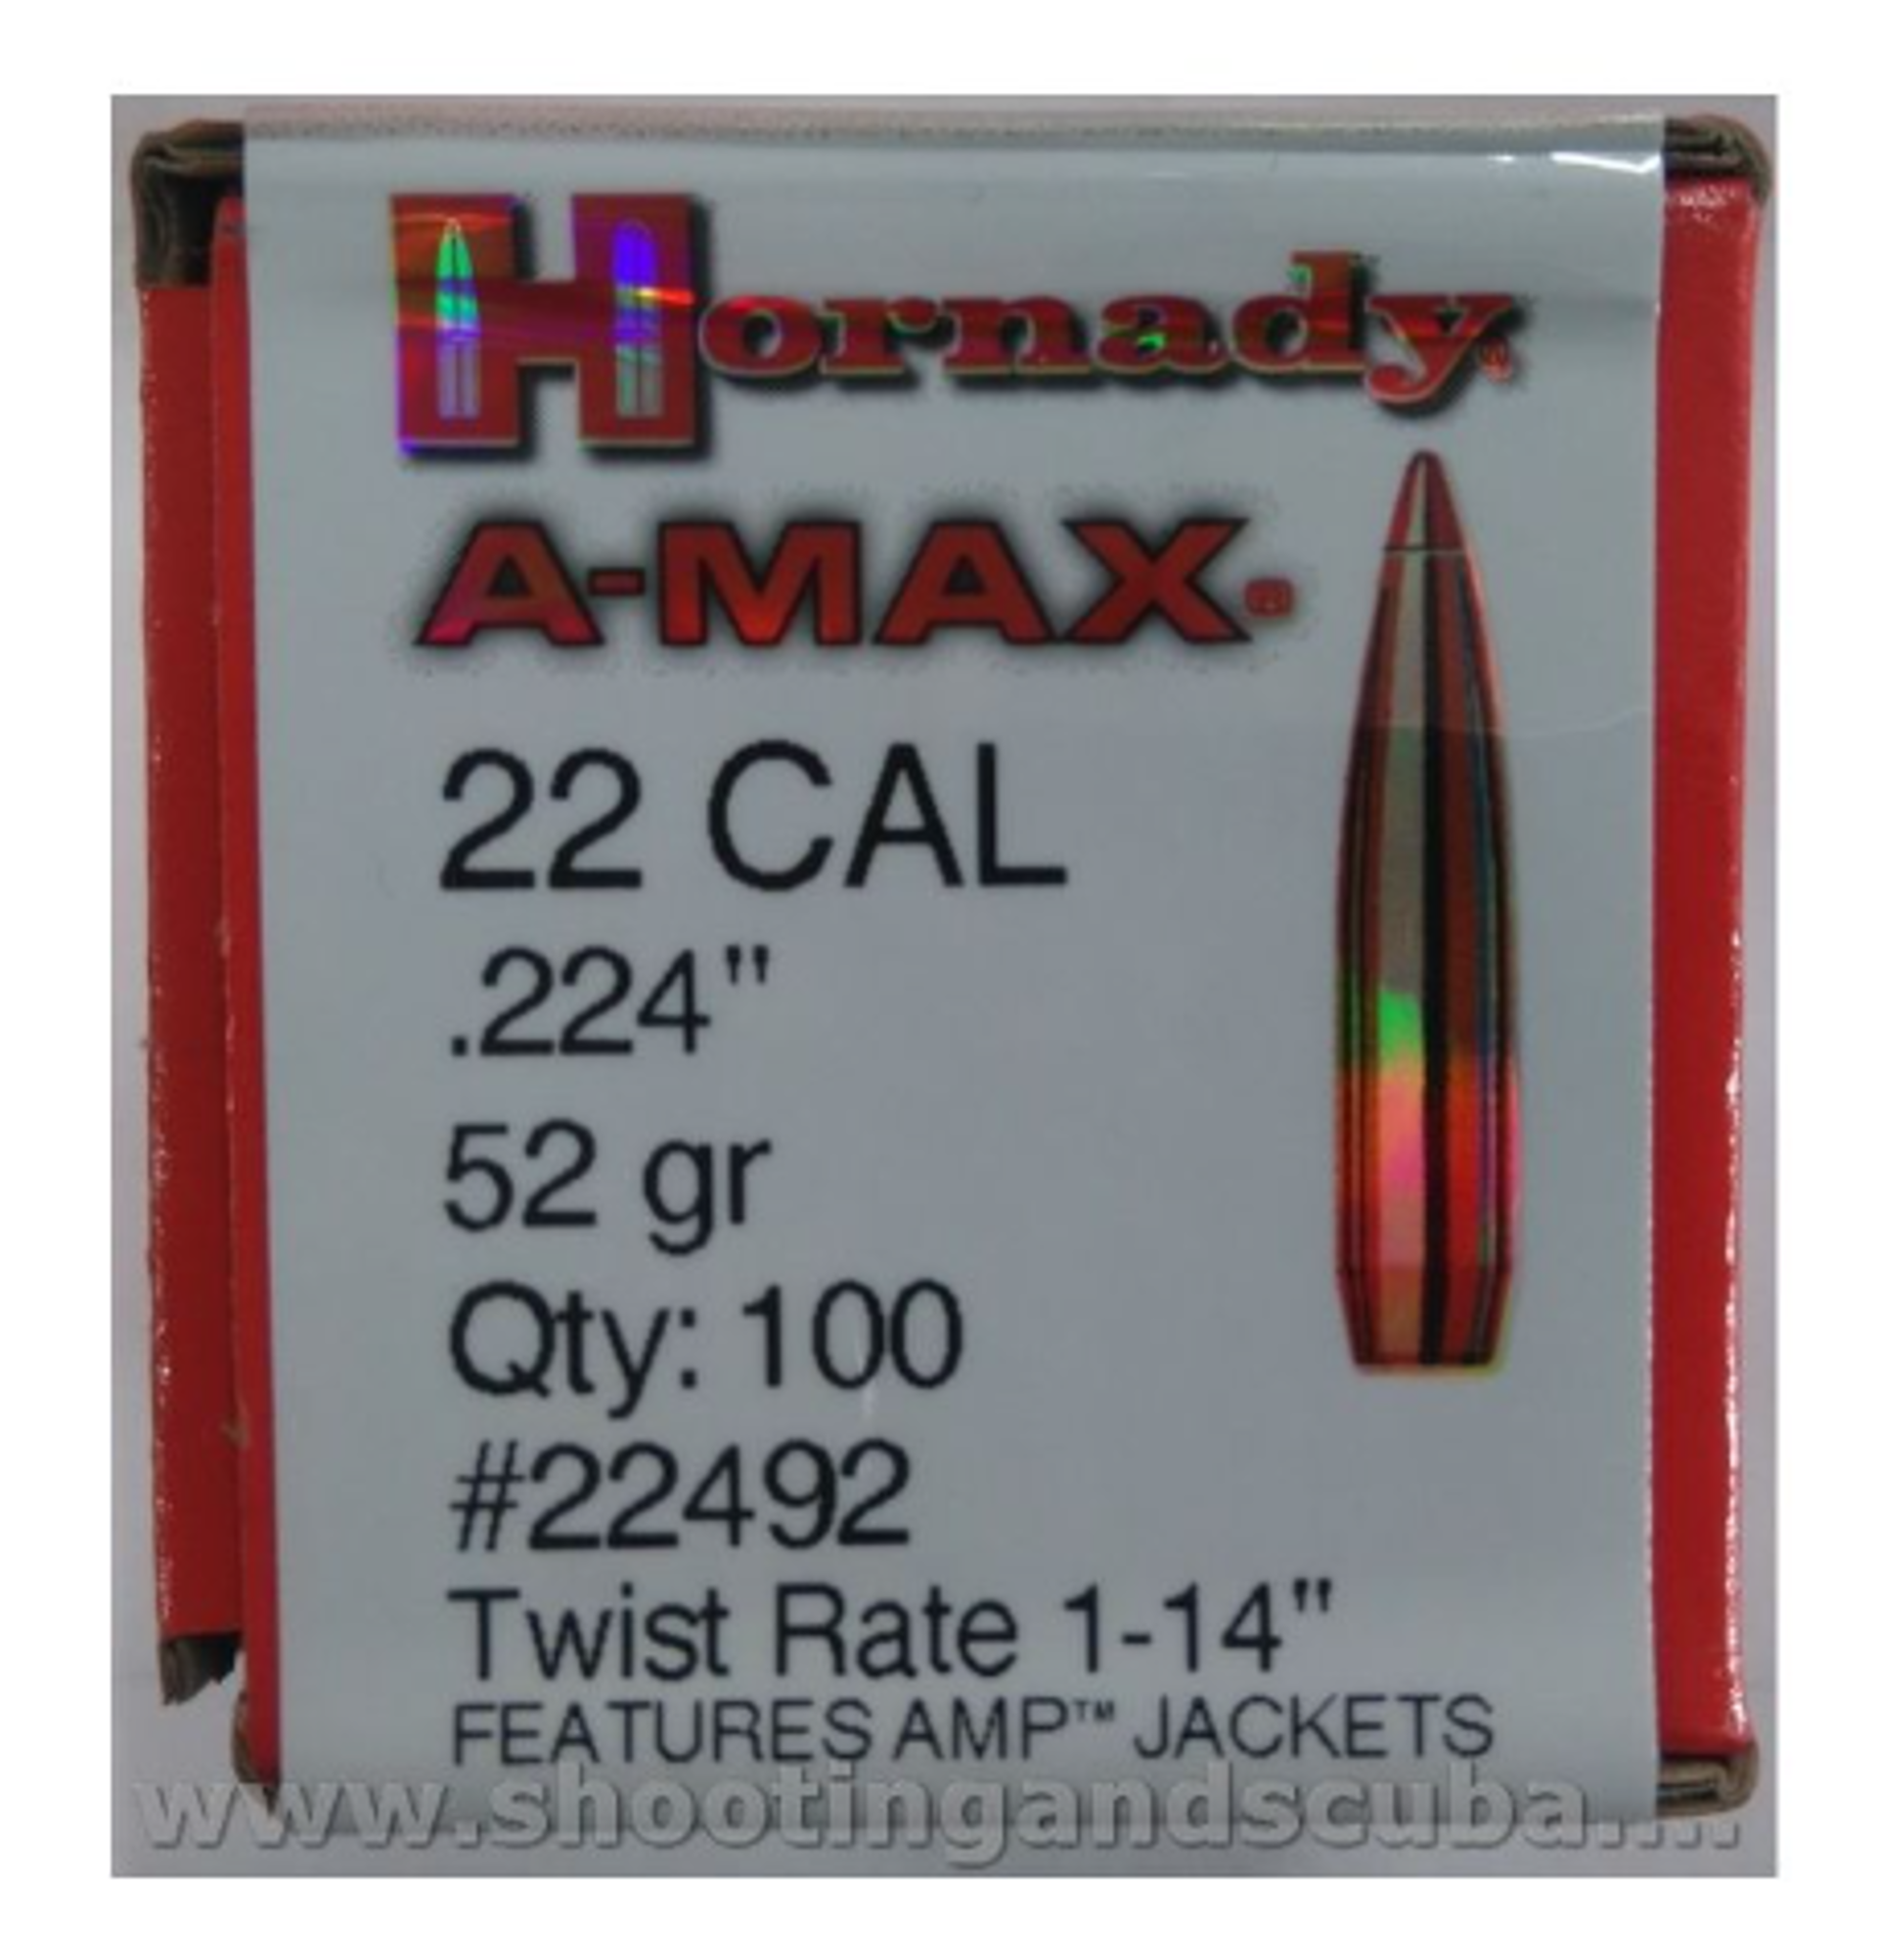 Hornady®
A-MAX®
22 CAL
.224"
52 gr
Qty: 100
#22492
Twist Rate 1-14"
FEATURES AMP™ JACKETS
www.shootingandscuba....